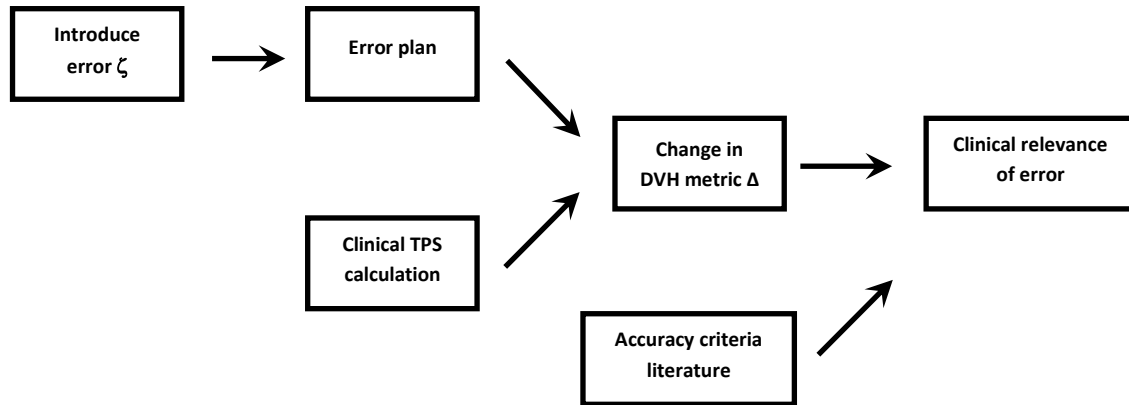 Introduce
error ζ
Error plan
Change in
DVH metric Δ
Clinical relevance
of error
Clinical TPS
calculation
Accuracy criteria
literature